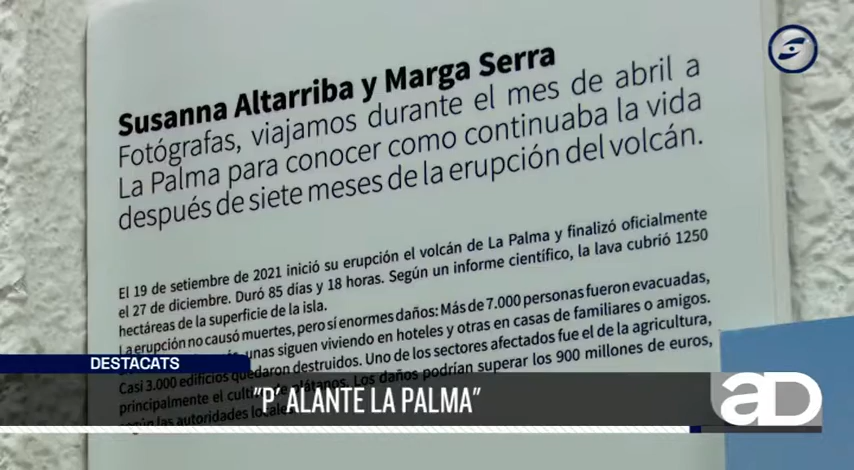 Susanna Altarriba y Marga Serra
Fotógrafas, viajamos durante el mes de abril a
La Palma para conocer como continuaba la vida
después de siete meses de la erupción del volcán.
El 19 de setiembre de 2021 inició su erupción el volcán de La Palma y finalizó oficialmente
el 27 de diciembre. Duró 85 días y 18 horas. Según un informe científico, la lava cubrió 1250
hectáreas de la superficie de la isla.
La erupción no causó muertes, pero sí enormes daños: Más de 7.000 personas fueron evacuadas,
unas siguen viviendo en hoteles y otras en casas de familiares o amigos.
Casi 3.000 edificios quedaron destruidos. Uno de los sectores afectados fue el de la agricultura,
principalmente el cultivo de plátanos. Los daños podrían superar los 900 millones de euros,
según las autoridades
DESTACATS
"P´ ALANTE LA PALMA"
aD